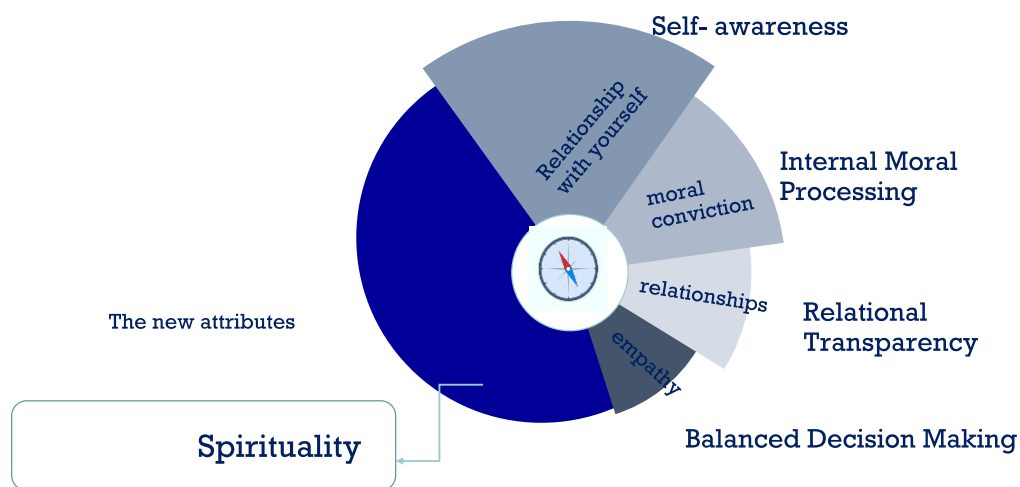 Self- awareness
Relationship
with yourself
Internal Moral
Processing
moral
conviction
relationships
Relational
Transparency
The new attributes
empathy
Balanced Decision Making
Spirituality